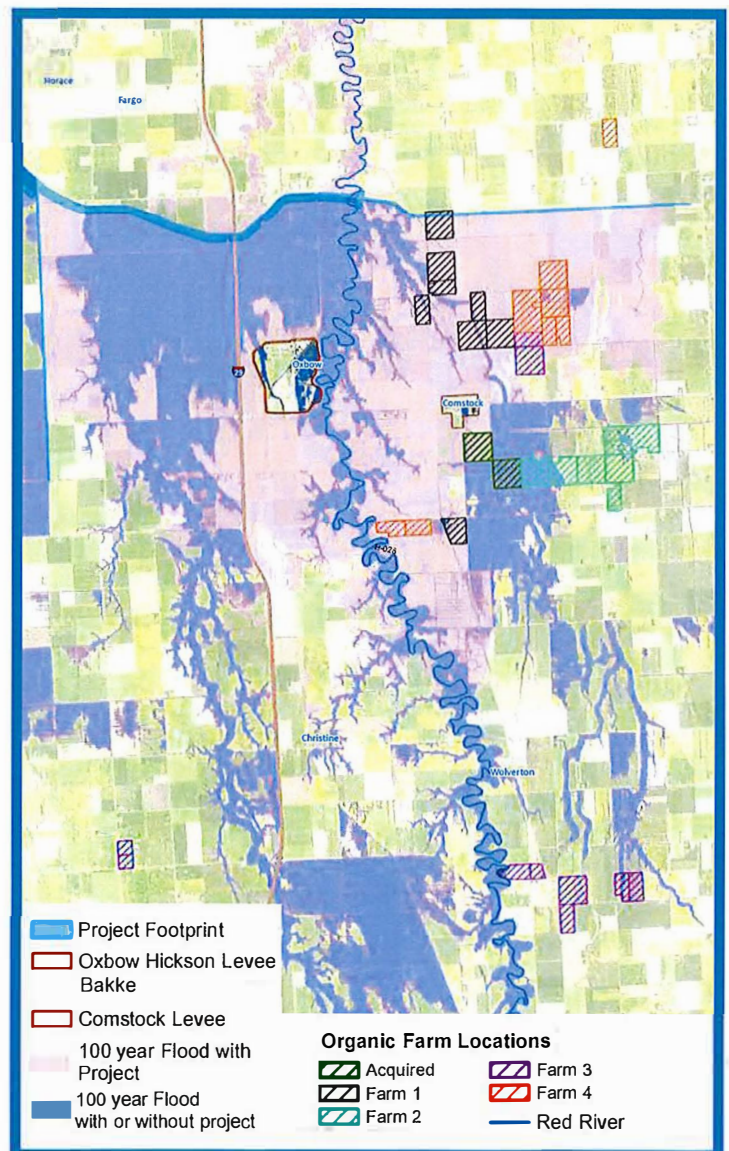 Horace
Fargo
Oxbow
Comstock
Christine
Wolverton
Project Footprint
Oxbow Hickson Levee
Bakke
Comstock Levee
100 year Flood with
Project
100 year Flood
with or without project
Organic Farm Locations
Acquired
Farm 1
Farm 2
Farm 3
Farm 4
Red River